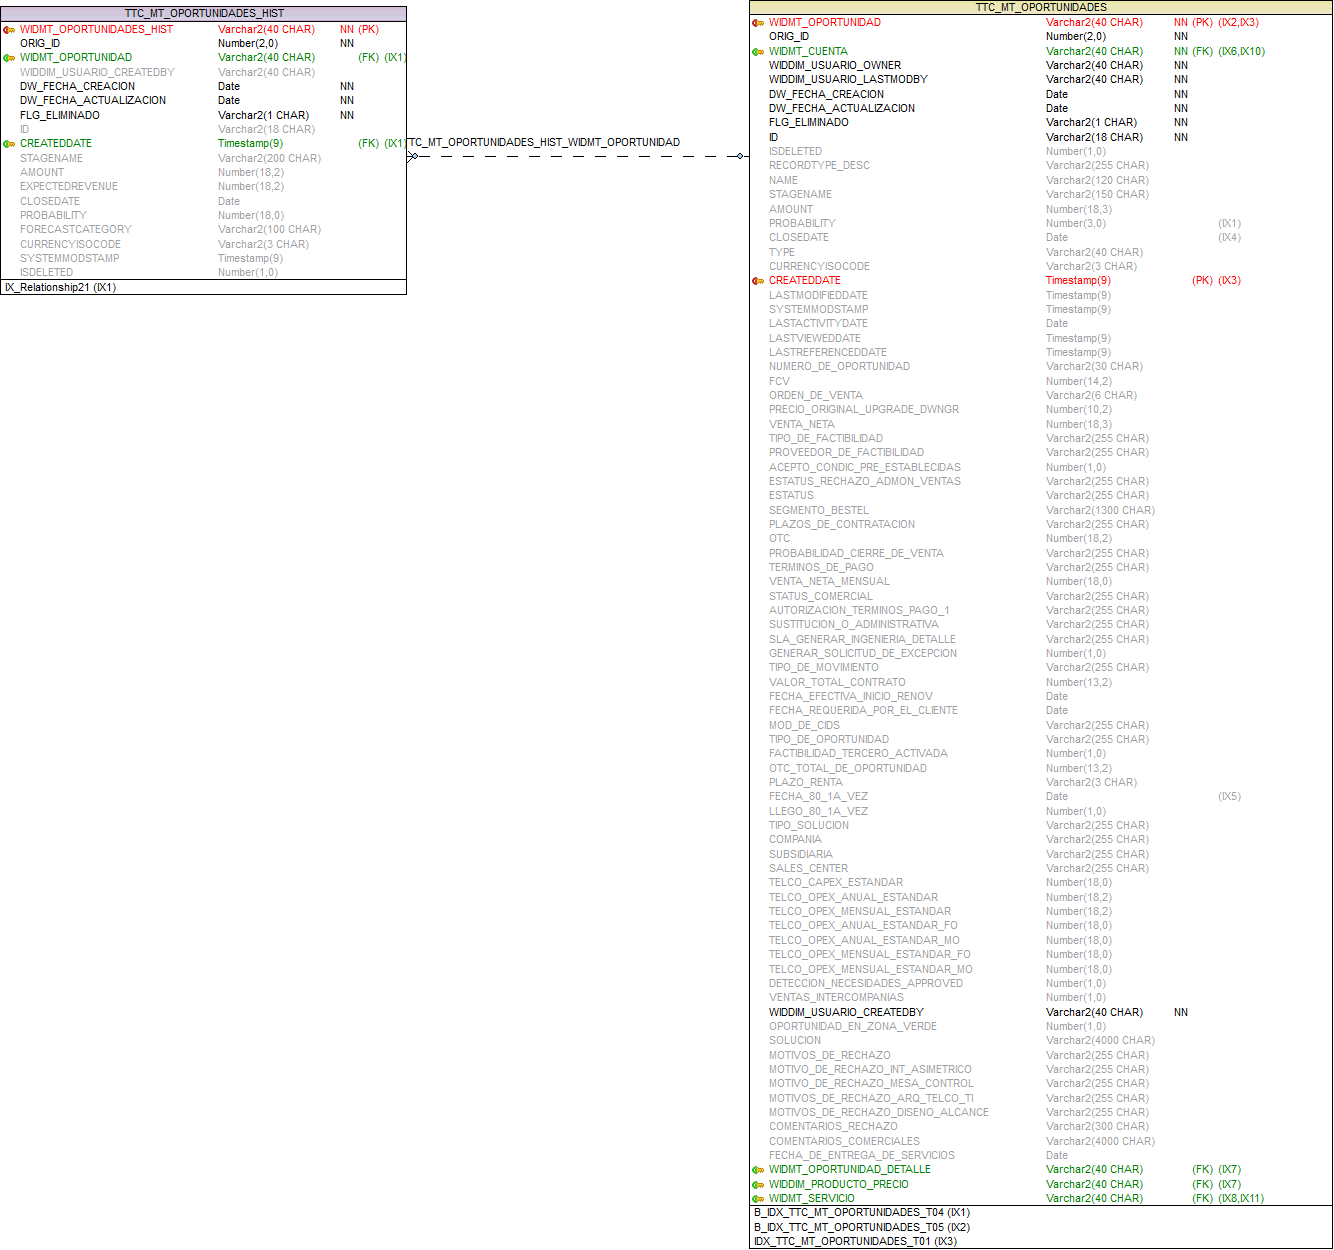 TTC_MT_OPORTUNIDADES_HIST
WIDMT_OPORTUNIDADES_HIST Varchar2(40 CHAR) NN (PK)
ORIG_ID Number(2,0) NN
WIDMT_OPORTUNIDAD Varchar2(40 CHAR) (FK) (IX1)
WIDDIM_USUARIO_CREATEDBY Varchar2(40 CHAR)
DW_FECHA_CREACION Date NN
DW_FECHA_ACTUALIZACION Date NN
FLG_ELIMINADO Varchar2(1 CHAR) NN
ID Varchar2(18 CHAR)
CREATEDDATE Timestamp(9) (FK) (IX1)
STAGENAME Varchar2(200 CHAR)
AMOUNT Number(18,2)
EXPECTEDREVENUE Number(18,2)
CLOSEDATE Date
PROBABILITY Number(18,0)
FORECASTCATEGORY Varchar2(100 CHAR)
CURRENCYISOCODE Varchar2(3 CHAR)
SYSTEMMODSTAMP Timestamp(9)
ISDELETED Number(1,0)
IX_Relationship21 (IX1)
TTC_MT_OPORTUNIDADES_HIST_WIDMT_OPORTUNIDAD
TTC_MT_OPORTUNIDADES
WIDMT_OPORTUNIDAD Varchar2(40 CHAR) NN (PK) (IX2,IX3)
ORIG_ID Number(2,0) NN
WIDMT_CUENTA Varchar2(40 CHAR) NN (FK) (IX6,IX10)
WIDDIM_USUARIO_OWNER Varchar2(40 CHAR) NN
WIDDIM_USUARIO_LASTMODBY Varchar2(40 CHAR) NN
DW_FECHA_CREACION Date NN
DW_FECHA_ACTUALIZACION Date NN
FLG_ELIMINADO Varchar2(1 CHAR) NN
ID Varchar2(18 CHAR) NN
ISDELETED Number(1,0)
RECORDTYPE_DESC Varchar2(255 CHAR)
NAME Varchar2(120 CHAR)
STAGENAME Varchar2(150 CHAR)
AMOUNT Number(18,3)
PROBABILITY Number(3,0) (IX1)
CLOSEDATE Date (IX4)
TYPE Varchar2(40 CHAR)
CURRENCYISOCODE Varchar2(3 CHAR)
CREATEDDATE Timestamp(9) (PK) (IX3)
LASTMODIFIEDDATE Timestamp(9)
SYSTEMMODSTAMP Timestamp(9)
LASTACTIVITYDATE Date
LASTVIEWEDDATE Timestamp(9)
LASTREFERENCEDDATE Timestamp(9)
NUMERO_DE_OPORTUNIDAD Varchar2(30 CHAR)
FCV Number(14,2)
ORDEN_DE_VENTA Varchar2(6 CHAR)
PRECIO_ORIGINAL_UPGRADE_DWNGR Number(10,2)
VENTA_NETA Number(18,3)
TIPO_DE_FACTIBILIDAD Varchar2(255 CHAR)
PROVEEDOR_DE_FACTIBILIDAD Varchar2(255 CHAR)
ACEPTO_CONDIC_PRE_ESTABLECIDAS Number(1,0)
ESTATUS_RECHAZO_ADMON_VENTAS Varchar2(255 CHAR)
ESTATUS Varchar2(255 CHAR)
SEGMENTO_BESTEL Varchar2(1300 CHAR)
PLAZOS_DE_CONTRATACION Varchar2(255 CHAR)
OTC Number(18,2)
PROBABILIDAD_CIERRE_DE_VENTA Varchar2(255 CHAR)
TERMINOS_DE_PAGO Varchar2(255 CHAR)
VENTA_NETA_MENSUAL Number(18,0)
STATUS_COMERCIAL Varchar2(255 CHAR)
AUTORIZACION_TERMINOS_PAGO_1 Varchar2(255 CHAR)
SUSTITUCION_O_ADMINISTRATIVA Varchar2(255 CHAR)
SLA_GENERAR_INGENIERIA_DETALLE Varchar2(255 CHAR)
GENERAR_SOLICITUD_DE_EXCEPCION Number(1,0)
TIPO_DE_MOVIMIENTO Varchar2(255 CHAR)
VALOR_TOTAL_CONTRATO Number(13,2)
FECHA_EFECTIVA_INICIO_RENOV Date
FECHA_REQUERIDA_POR_EL_CLIENTE Date
MOD_DE_CIDS Varchar2(255 CHAR)
TIPO_DE_OPORTUNIDAD Varchar2(255 CHAR)
FACTIBILIDAD_TERCERO_ACTIVADA Number(1,0)
OTC_TOTAL_DE_OPORTUNIDAD Number(13,2)
PLAZO_RENTA Varchar2(3 CHAR)
FECHA_80_1A_VEZ Date (IX5)
LLEGO_80_1A_VEZ Number(1,0)
TIPO_SOLUCION Varchar2(255 CHAR)
COMPANIA Varchar2(255 CHAR)
SUBSIDIARIA Varchar2(255 CHAR)
SALES_CENTER Varchar2(255 CHAR)
TELCO_CAPEX_ESTANDAR Number(18,0)
TELCO_OPEX_ANUAL_ESTANDAR Number(18,2)
TELCO_OPEX_MENSUAL_ESTANDAR Number(18,2)
TELCO_OPEX_ANUAL_ESTANDAR_FO Number(18,0)
TELCO_OPEX_ANUAL_ESTANDAR_MO Number(18,0)
TELCO_OPEX_MENSUAL_ESTANDAR_FO Number(18,0)
TELCO_OPEX_MENSUAL_ESTANDAR_MO Number(18,0)
DETECCION_NECESIDADES_APPROVED Number(1,0)
VENTAS_INTERCOMPANIAS Number(1,0)
WIDDIM_USUARIO_CREATEDBY Varchar2(40 CHAR) NN
OPORTUNIDAD_EN_ZONA_VERDE Number(1,0)
SOLUCION Varchar2(4000 CHAR)
MOTIVOS_DE_RECHAZO Varchar2(255 CHAR)
MOTIVO_DE_RECHAZO_INT_ASIMETRICO Varchar2(255 CHAR)
MOTIVO_DE_RECHAZO_MESA_CONTROL Varchar2(255 CHAR)
MOTIVOS_DE_RECHAZO_ARQ_TELCO_TI Varchar2(255 CHAR)
MOTIVOS_DE_RECHAZO_DISENO_ALCANCE Varchar2(255 CHAR)
COMENTARIOS_RECHAZO Varchar2(300 CHAR)
COMENTARIOS_COMERCIALES Varchar2(4000 CHAR)
FECHA_DE_ENTREGA_DE_SERVICIOS Date
WIDMT_OPORTUNIDAD_DETALLE Varchar2(40 CHAR) (FK) (IX7)
WIDDIM_PRODUCTO_PRECIO Varchar2(40 CHAR) (FK) (IX7)
WIDMT_SERVICIO Varchar2(40 CHAR) (FK) (IX8,IX11)
B_IDX_TTC_MT_OPORTUNIDADES_T04 (IX1)
B_IDX_TTC_MT_OPORTUNIDADES_T05 (IX2)
IDX_TTC_MT_OPORTUNIDADES_T01 (IX3)